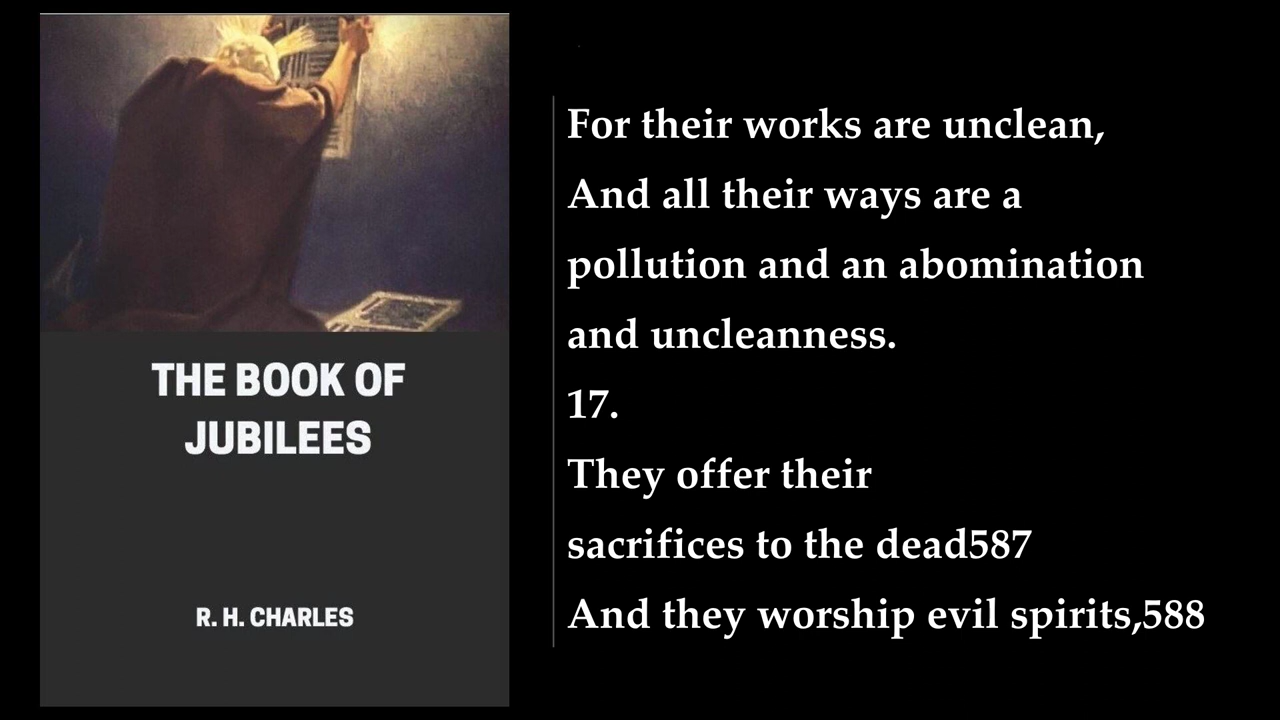 THE BOOK OF
JUBILEES
R. H. CHARLES
For their works are unclean,
And all their ways are a
pollution and an abomination
and uncleanness.
17.
They offer their
sacrifices to the dead587
And they worship evil spirits,588